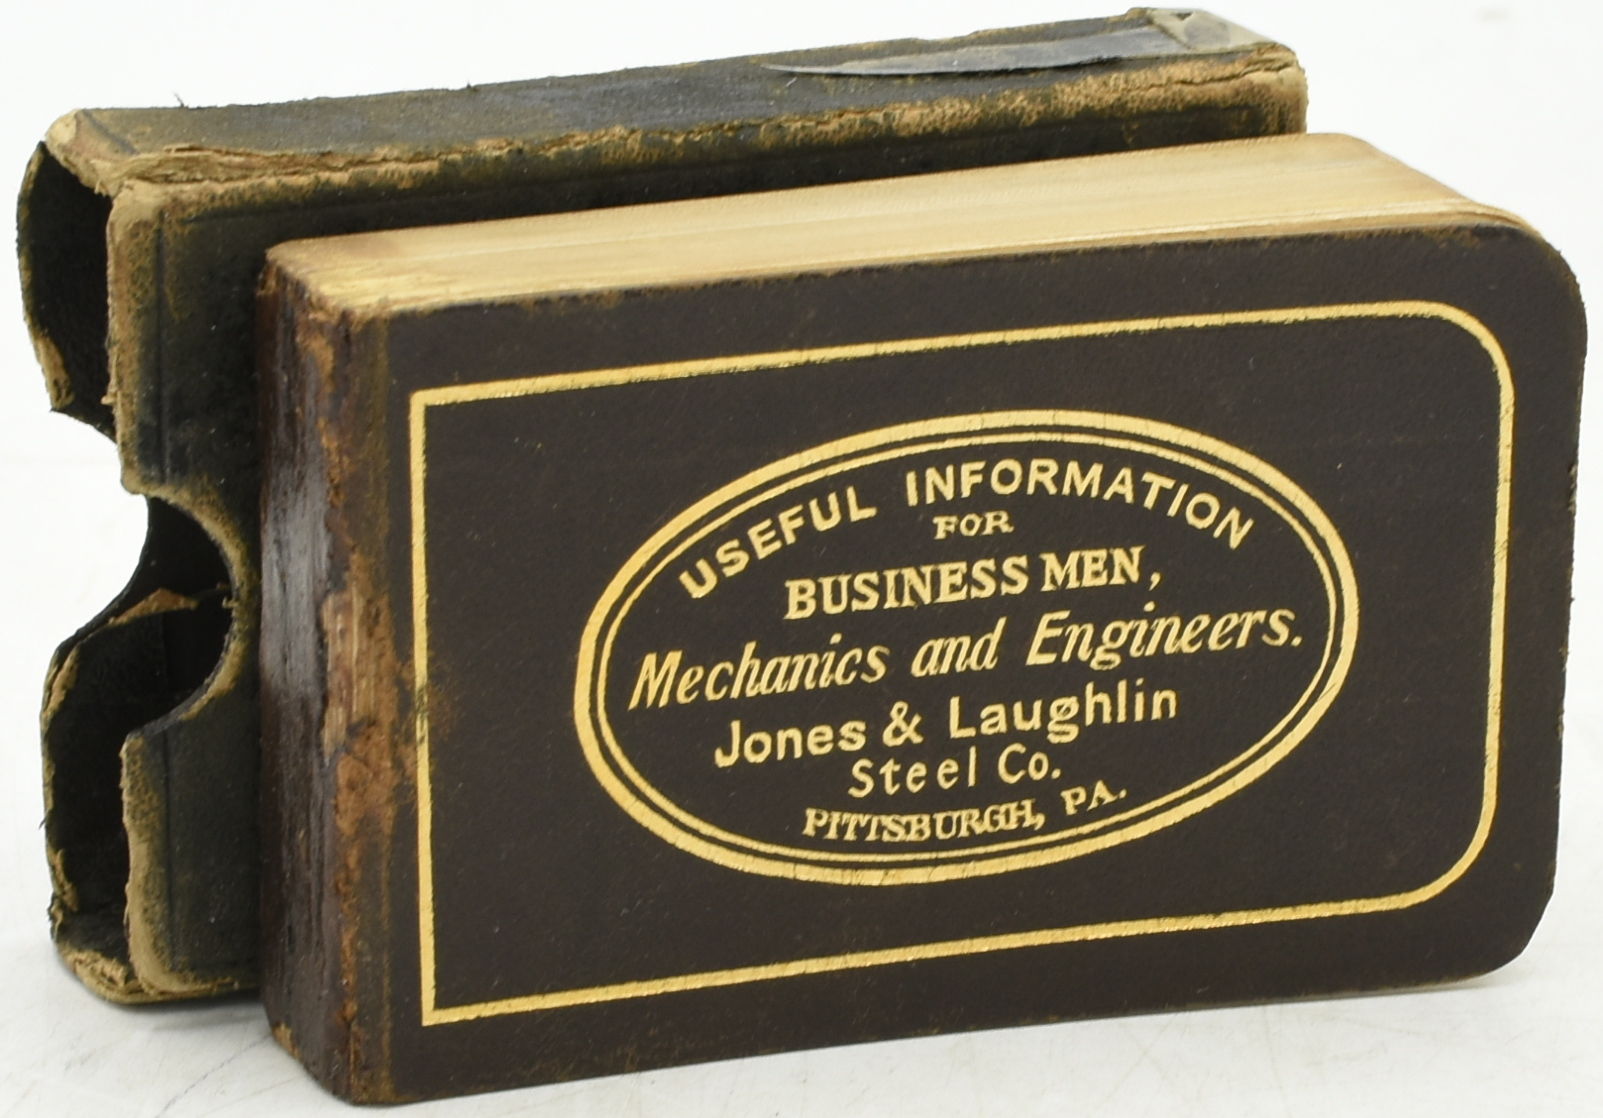 USEFUL INFORMATION
FOR
BUSINESS MEN,
Mechanics and Engineers.
Jones & Laughlin
Steel Co.
PITTSBURGH, PA.